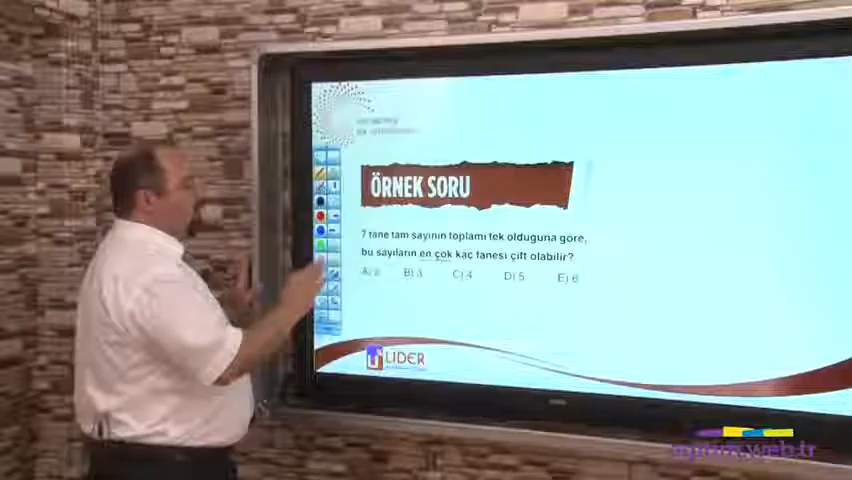 ÖRNEK SORU
7 tane tam sayının toplamı tek olduğuna göre,
bu sayıların en çok kaç tanesi çift olabilir?
A) 2 B) 3 C) 4 D) 5 E) 6
LIDER